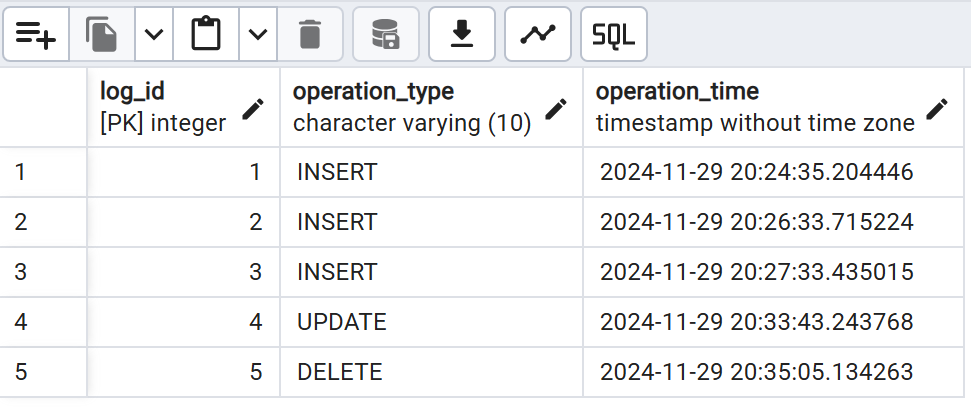 SQL
log_id operation_type operation_time
[PK] integer character varying (10) timestamp without time zone
1 1 INSERT 2024-11-29 20:24:35.204446
2 2 INSERT 2024-11-29 20:26:33.715224
3 3 INSERT 2024-11-29 20:27:33.435015
4 4 UPDATE 2024-11-29 20:33:43.243768
5 5 DELETE 2024-11-29 20:35:05.134263